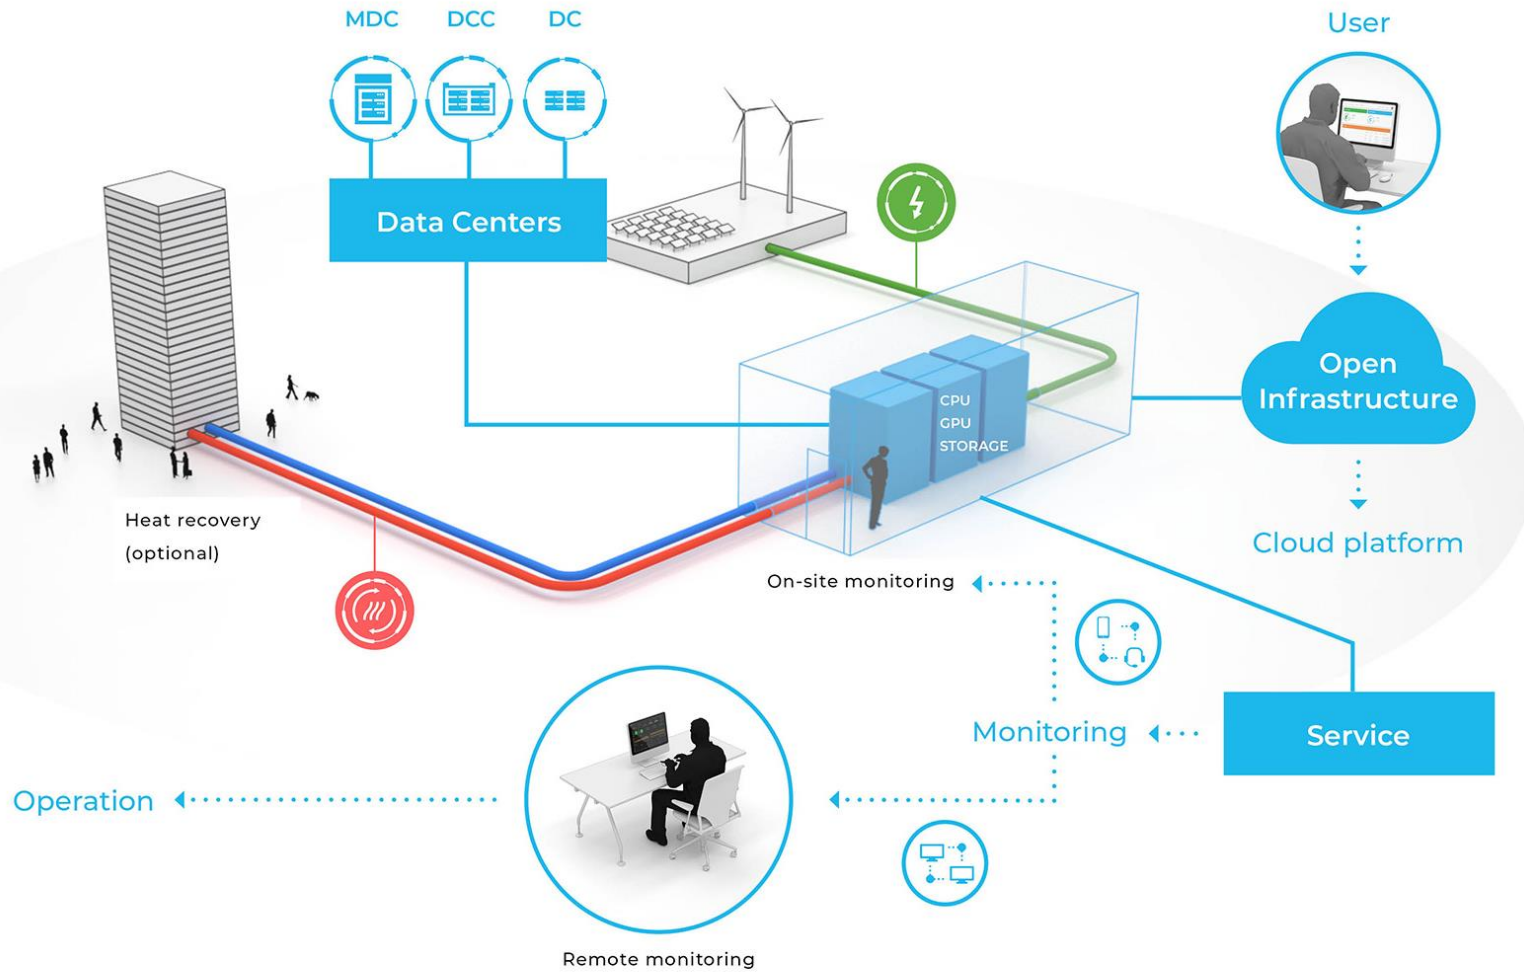 MDC
DCC
DC
User
Data Centers
Open
Infrastructure
CPU
GPU
STORAGE
Heat recovery
(optional)
Cloud platform
On-site monitoring
Monitoring
Service
Operation
Remote monitoring